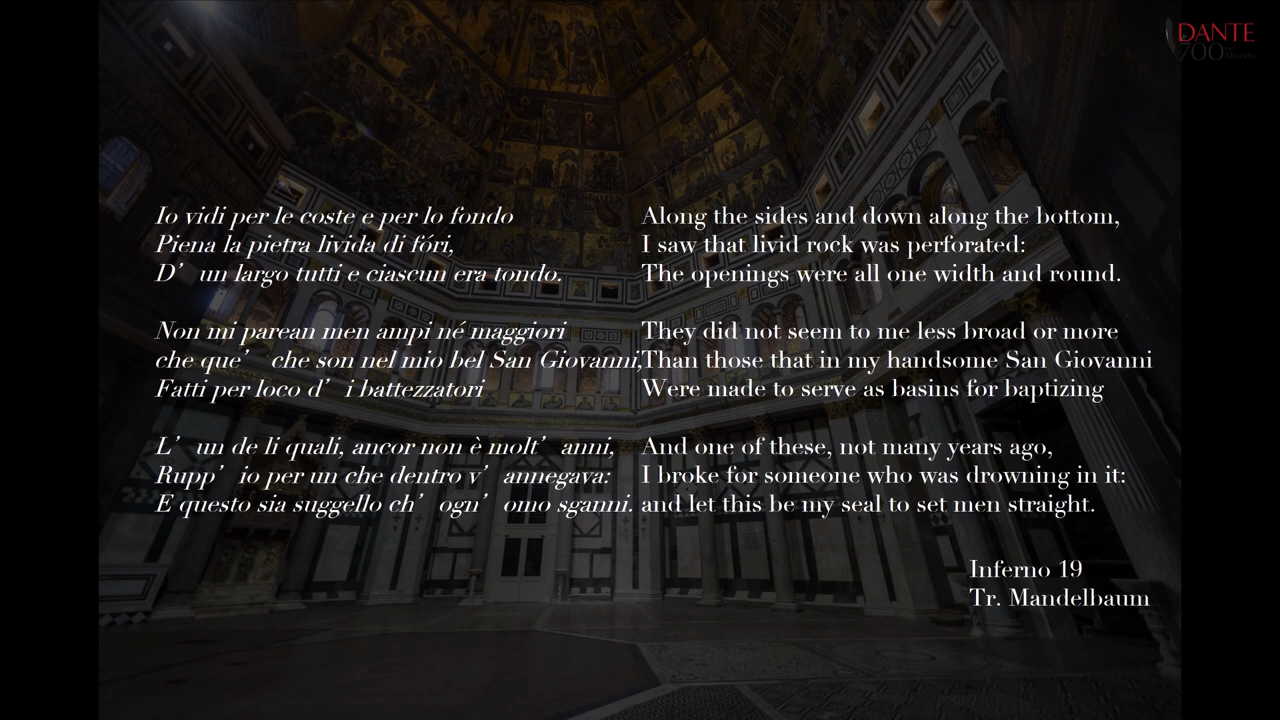 DANTE
700
nel Mondo
Io vidi per le coste e per lo fondo
Piena la pietra livida di fóri,
D’ un largo tutti e ciascun era tondo.
Non mi parean men ampi né maggiori
che que’ che son nel mio bel San Giovanni,
Fatti per loco d’ i battezzatori
L’ un de li quali, ancor non è molt’ anni,
Rupp’ io per un che dentro v’ annegava:
E questo sia suggello ch’ ogn’ omo sganni.
Along the sides and down along the bottom,
I saw that livid rock was perforated:
The openings were all one width and round.
They did not seem to me less broad or more
Than those that in my handsome San Giovanni
Were made to serve as basins for baptizing
And one of these, not many years ago,
I broke for someone who was drowning in it:
and let this be my seal to set men straight.
Inferno 19
Tr. Mandelbaum